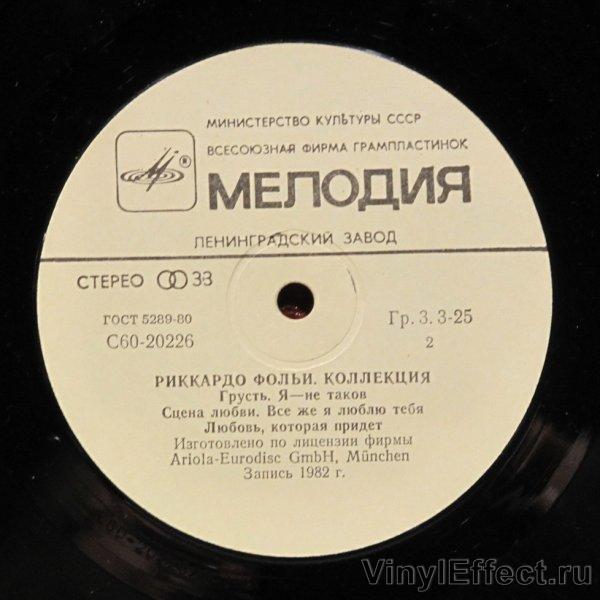 МИНИСТЕРСТВО КУЛЬТУРЫ СССР
ВСЕСОЮЗНАЯ ФИРМА ГРАМПЛАСТИНОК
®
МЕЛОДИЯ
ЛЕНИНГРАДСКИЙ ЗАВОД
СТЕРЕО 33
ГОСТ 5289-80
Гр. 3. 3-25
С60-20226
2
РИККАРДО ФОЛЬИ. КОЛЛЕКЦИЯ
Грусть. Я—не таков
Сцена любви. Все же я люблю тебя
Любовь, которая придет
Изготовлено по лицензии фирмы
Ariola-Eurodisc GmbH, München
Запись 1982 г.
VinylEffect.ru